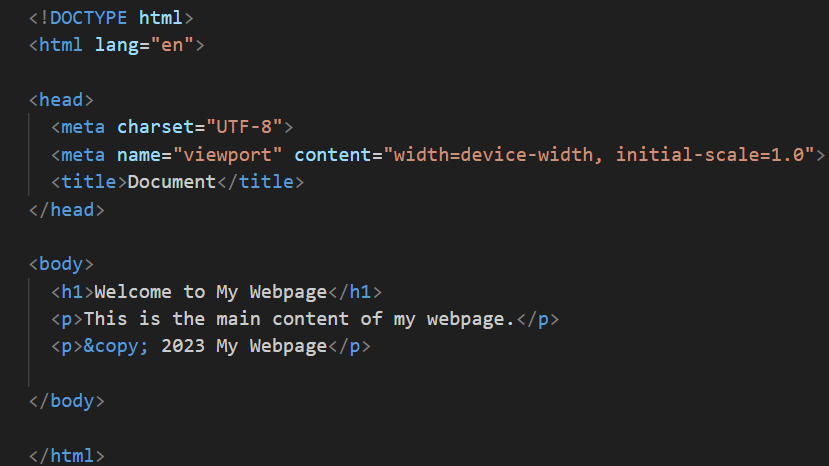 <!DOCTYPE html>
<html lang="en">
<head>
<meta charset="UTF-8">
<meta name="viewport" content="width=device-width, initial-scale=1.0">
<title>Document</title>
</head>
<body>
<h1>Welcome to My Webpage</h1>
<p>This is the main content of my webpage.</p>
<p>&copy; 2023 My Webpage</p>
</body>
</html>